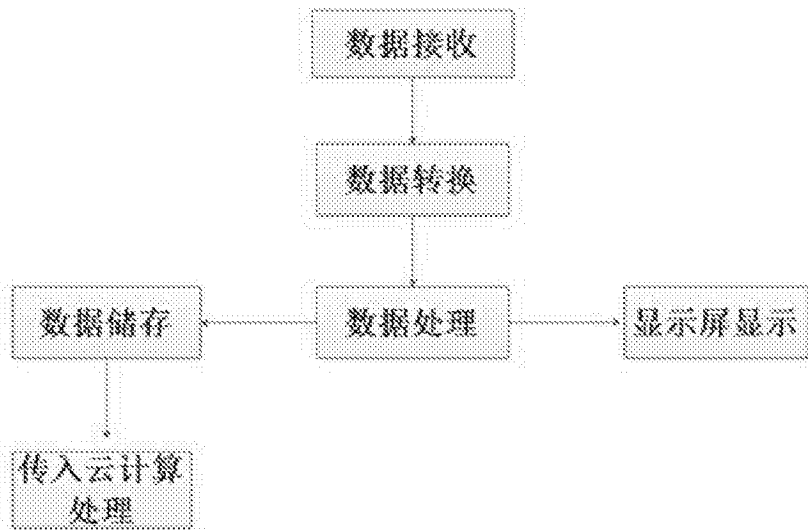 数据接收
数据转换
数据储存
数据处理
显示屏显示
传入云计算
处理